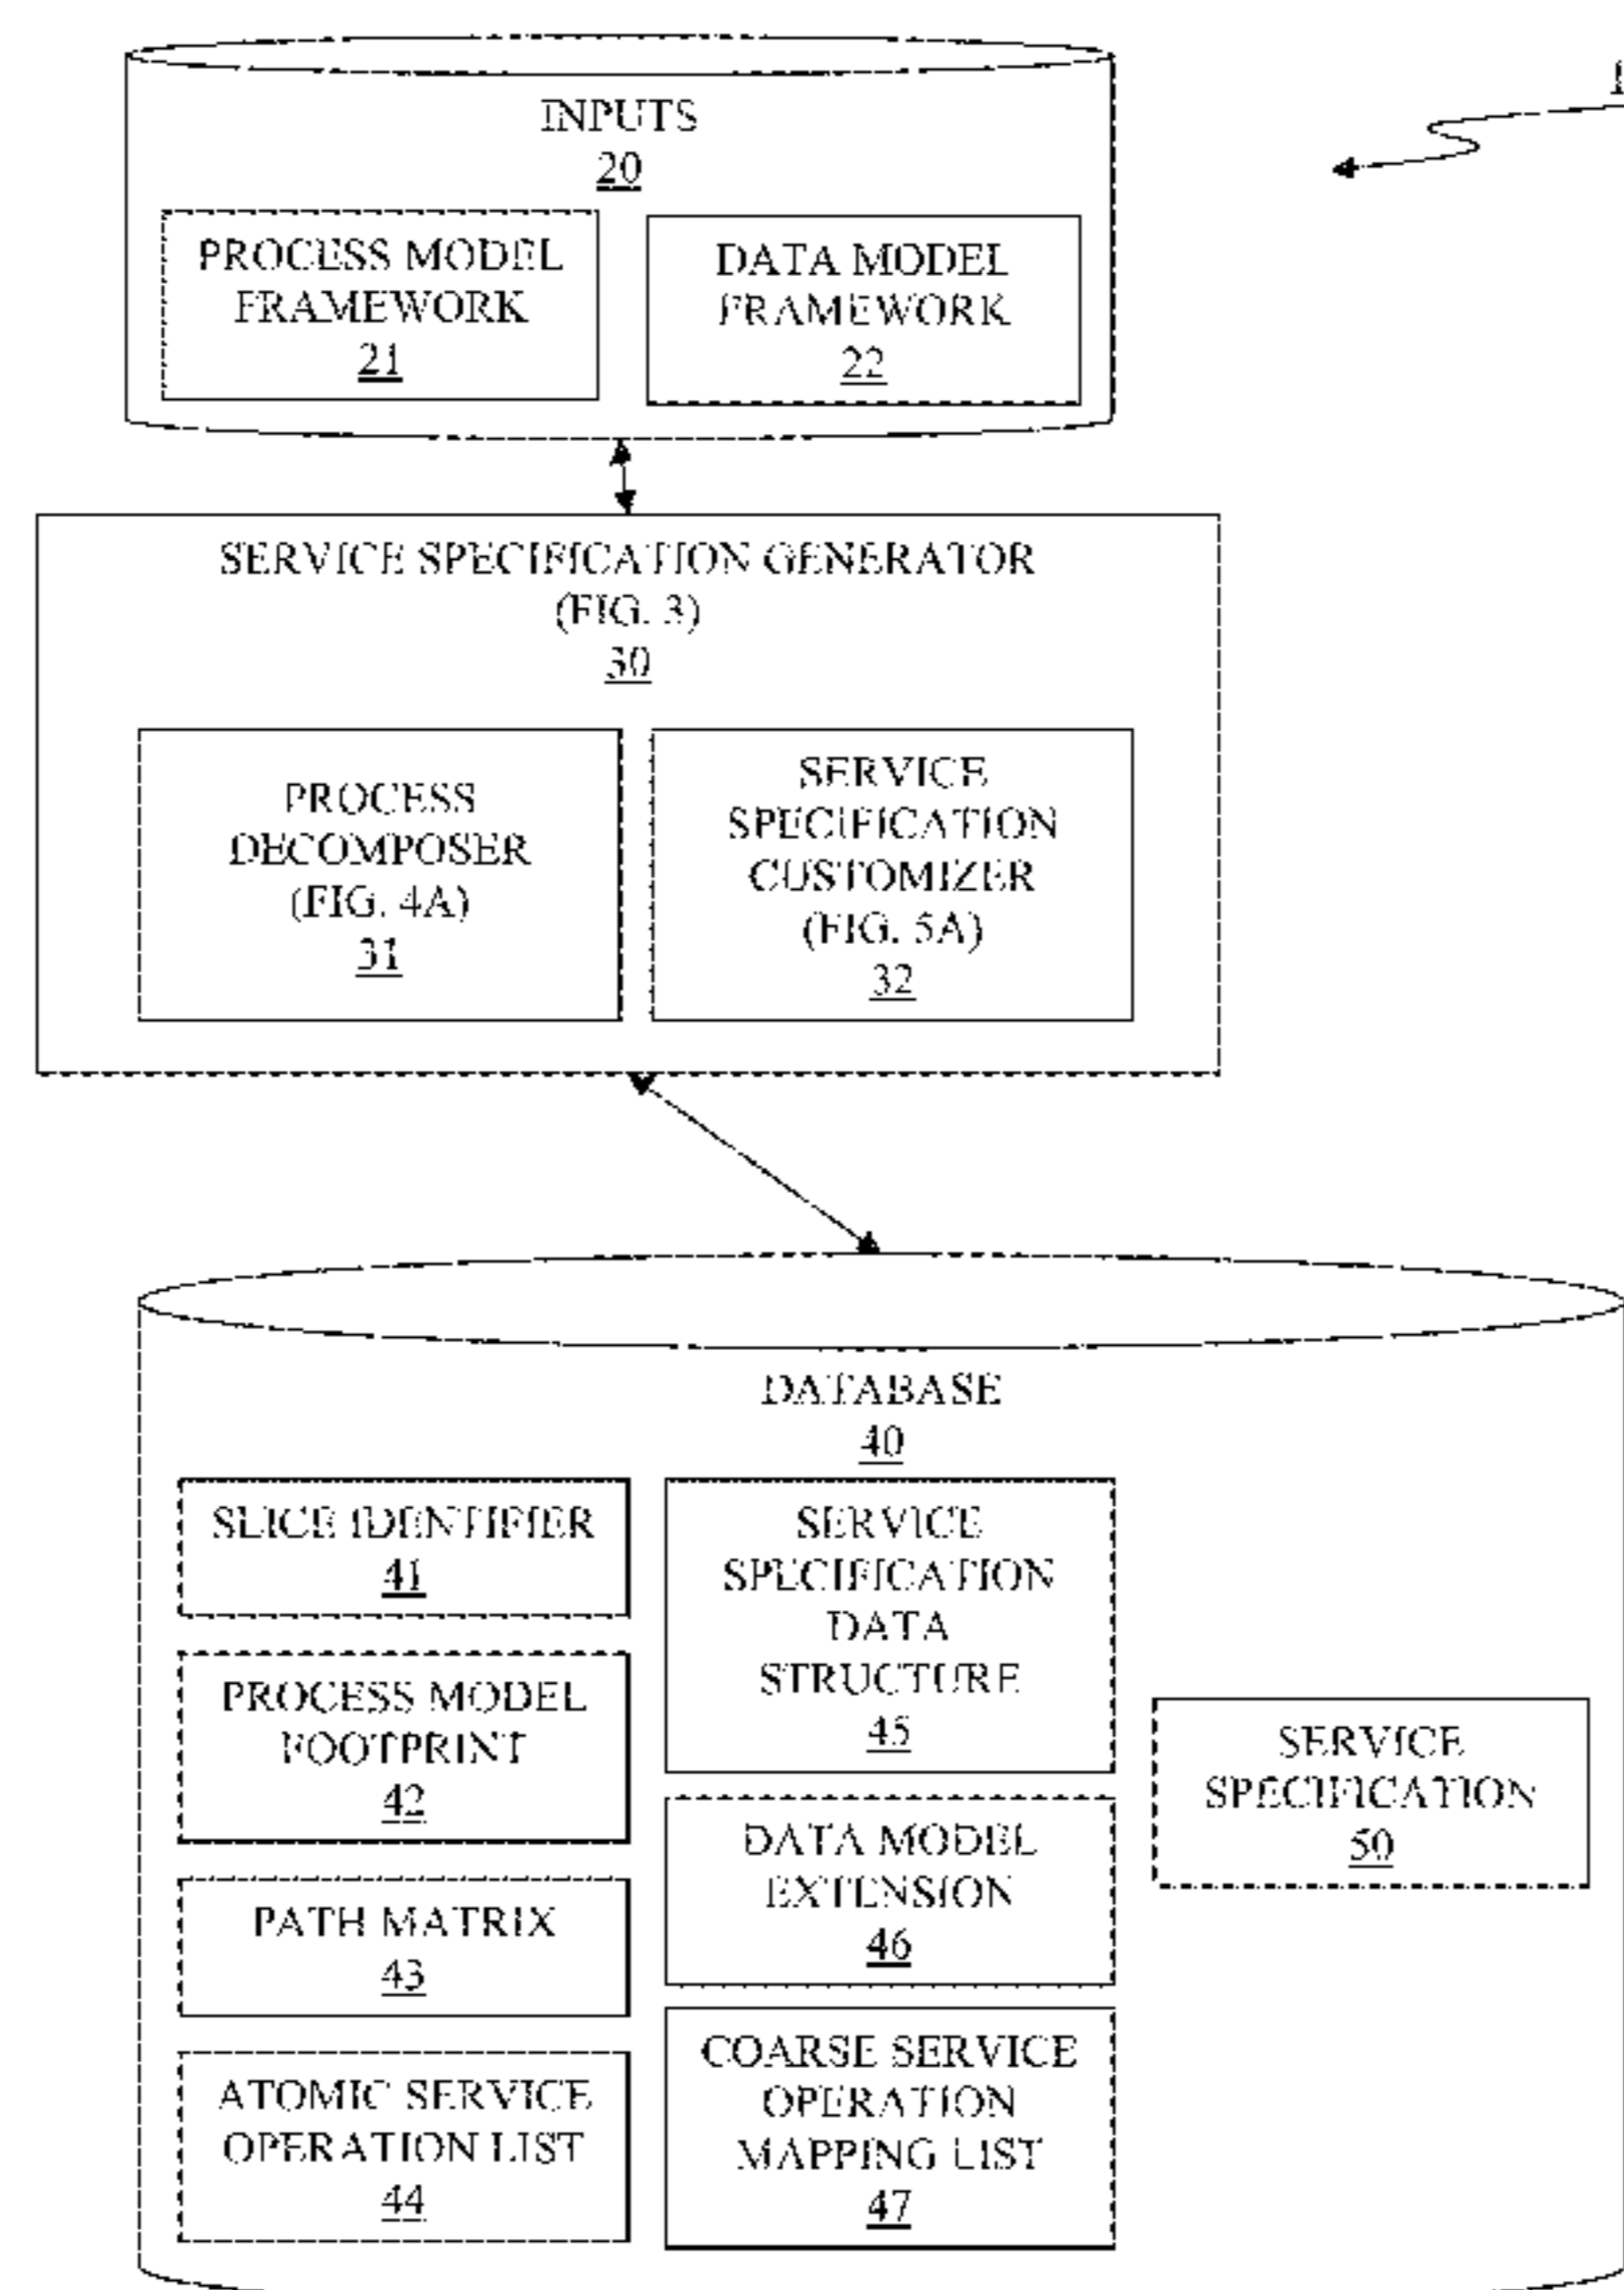 INPUTS
20
PROCESS MODEL
FRAMEWORK
21
DATA MODEL
FRAMEWORK
22
SERVICE SPECIFICATION GENERATOR
(FIG. 3)
30
PROCESS
DECOMPOSER
(FIG. 4A)
31
SERVICE
SPECIFICATION
CUSTOMIZER
(FIG. 5A)
32
DATABASE
40
SLICE IDENTIFIER
41
PROCESS MODEL
FOOTPRINT
42
PATH MATRIX
43
ATOMIC SERVICE
OPERATION LIST
44
SERVICE
SPECIFICATION
DATA
STRUCTURE
45
DATA MODEL
EXTENSION
46
COARSE SERVICE
OPERATION
MAPPING LIST
47
SERVICE
SPECIFICATION
50